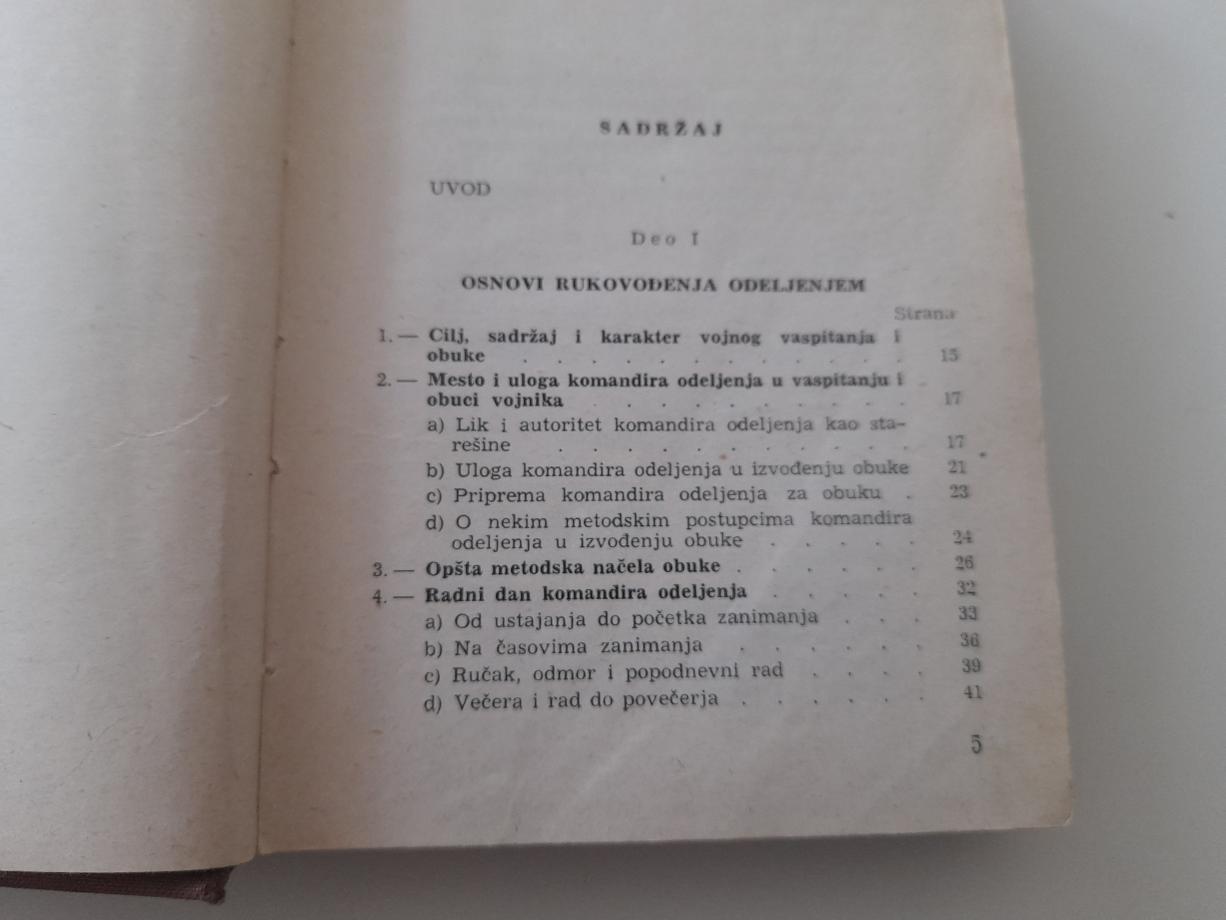 SADRŽAJ
UVOD
Deo I
OSNOVI RUKOVOĐENJA ODELJENJEM
Strana
1. — Cilj, sadržaj i karakter vojnog vaspitanja i
obuke . . . . . . . . . . . . 15
2. — Mesto i uloga komandira odeljenja u vaspitanju i
obuci vojnika . . . . . . . . . 17
a) Lik i autoritet komandira odeljenja kao sta-
rešine . . . . . . . . . . . 17
b) Uloga komandira odeljenja u izvođenju obuke 21
c) Priprema komandira odeljenja za obuku . 23
d) O nekim metodskim postupcima komandira
odeljenja u izvođenju obuke . . . . . 24
3. — Opšta metodska načela obuke . . . . . . 26
4. — Radni dan komandira odeljenja . . . . . 32
a) Od ustajanja do početka zanimanja . . . 33
b) Na časovima zanimanja . . . . . . 36
c) Ručak, odmor i popodnevni rad . . . . 39
d) Večera i rad do povečerja . . . . . . 41
5